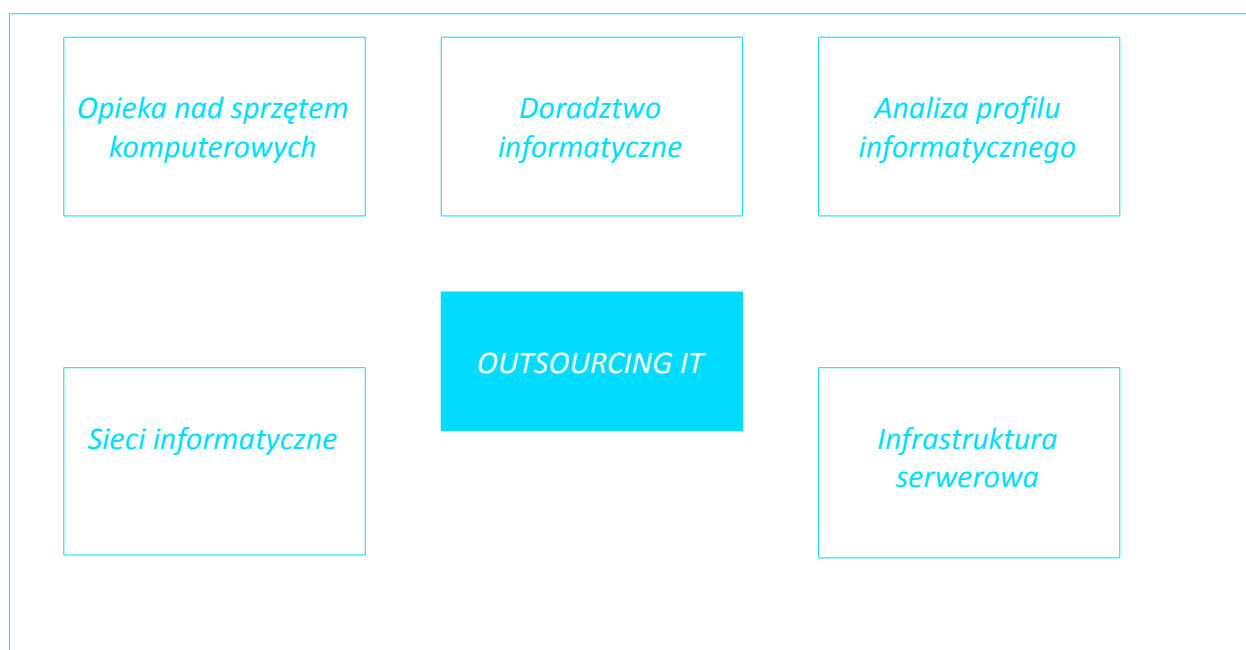 Opieka nad sprzętem
komputerowych
Doradztwo
informatyczne
Analiza profilu
informatycznego
OUTSOURCING IT
Sieci informatyczne
Infrastruktura
serwerowa